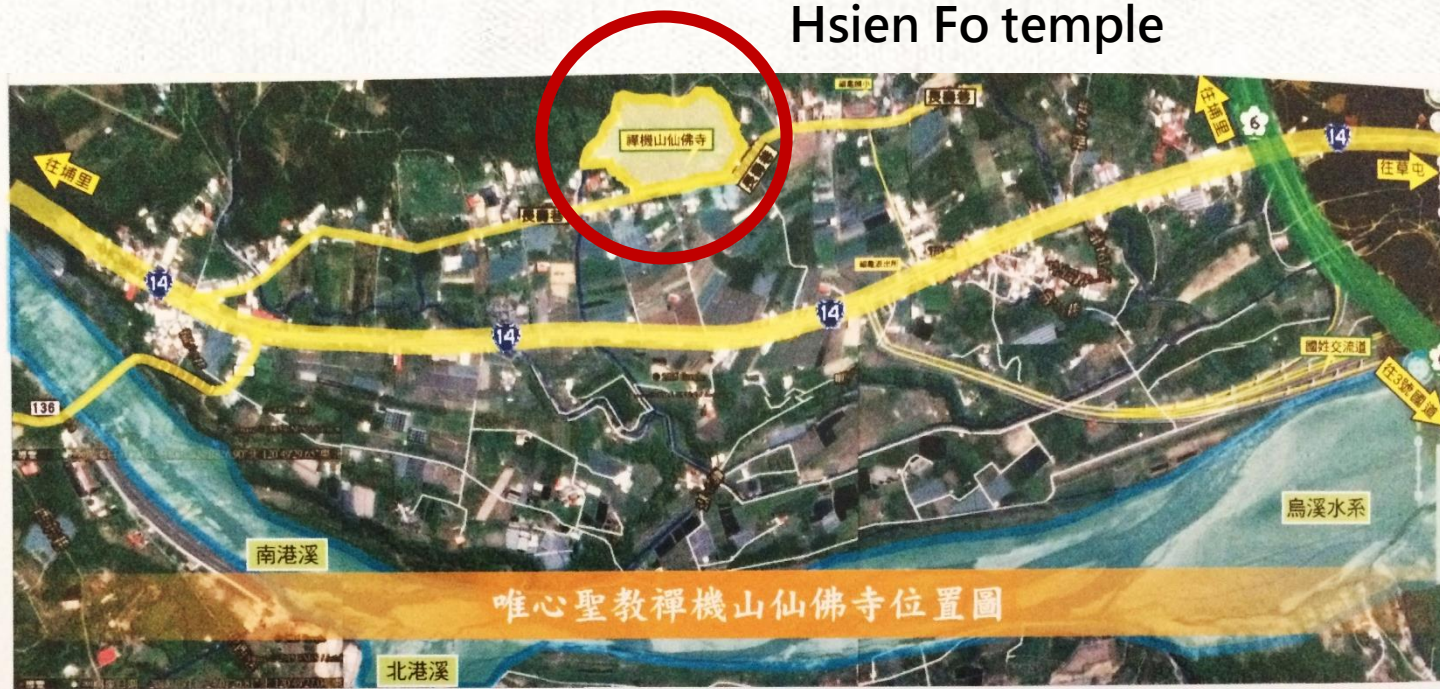 Hsien Fo temple
禪機山仙佛寺
長壽巷
長壽巷
長壽巷
往埔里
往埔里
6
14
往草屯
14
14
14
國姓交流道
往3號國道
136
烏溪水系
南港溪
唯心聖教禪機山仙佛寺位置圖
北港溪